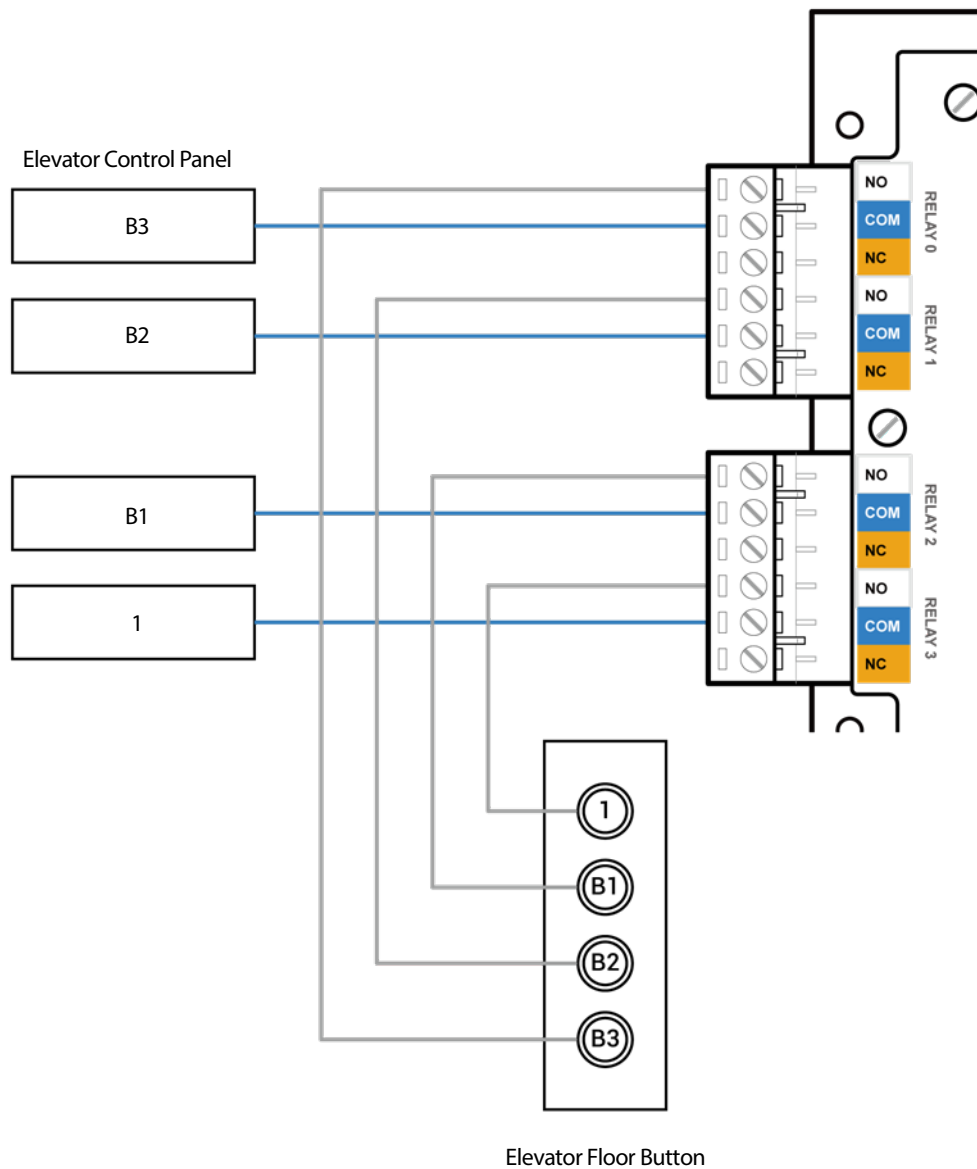 Elevator Control Panel
B3
B2
B1
1
NO
COM
NC
RELAY 0
NO
COM
NC
RELAY 1
NO
COM
NC
RELAY 2
NO
COM
NC
RELAY 3
1
B1
B2
B3
Elevator Floor Button